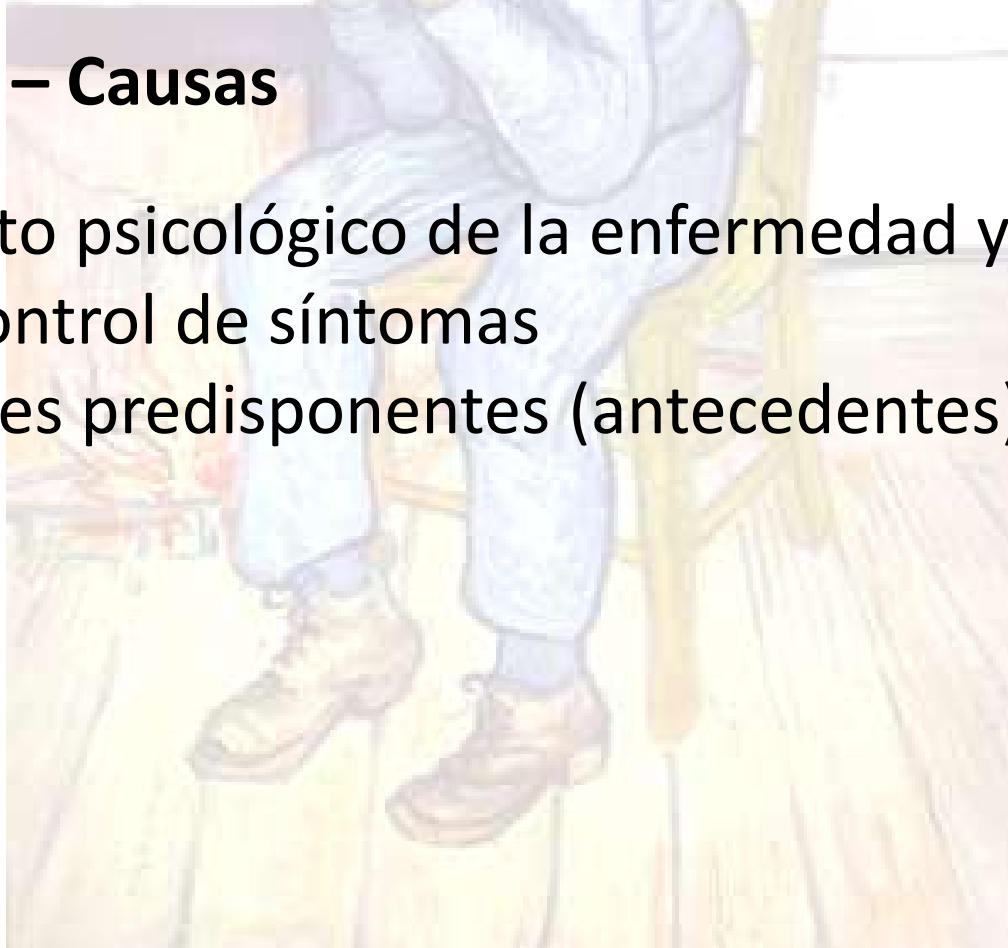 – Causas
to psicológico de la enfermedad y
ontrol de síntomas
es predisponentes (antecedentes)